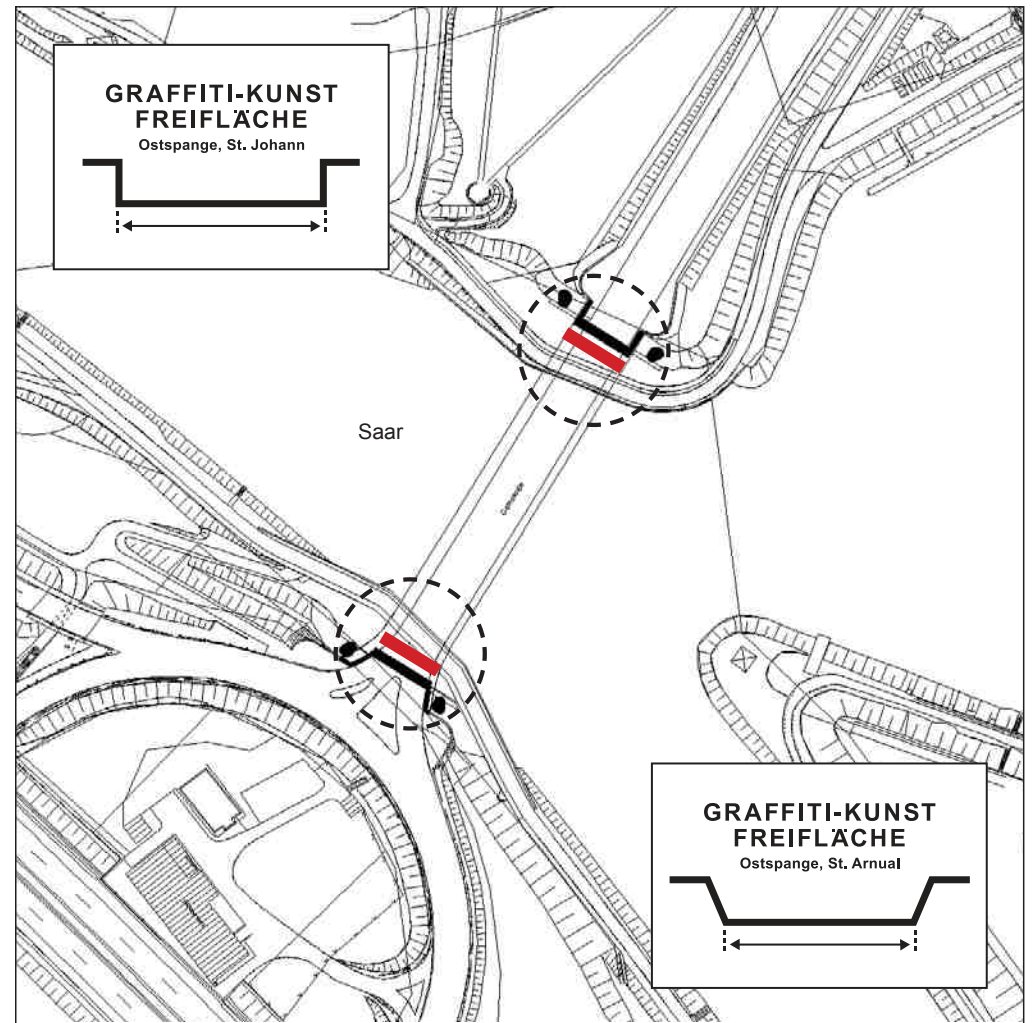 GRAFFITI-KUNST
FREIFLÄCHE
Ostspange, St. Johann
Saar
GRAFFITI-KUNST
FREIFLÄCHE
Ostspange, St. Arnual